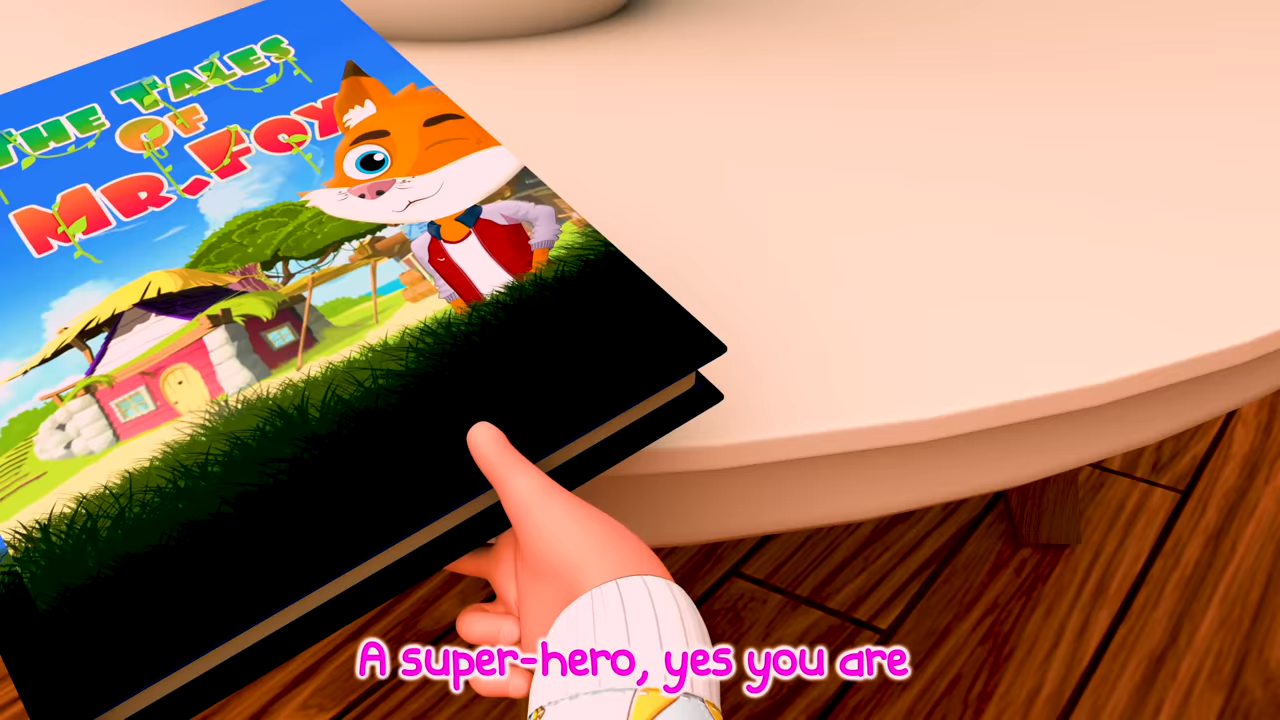 THE TALES
OF
MR. FOX
A super-hero, yes you are